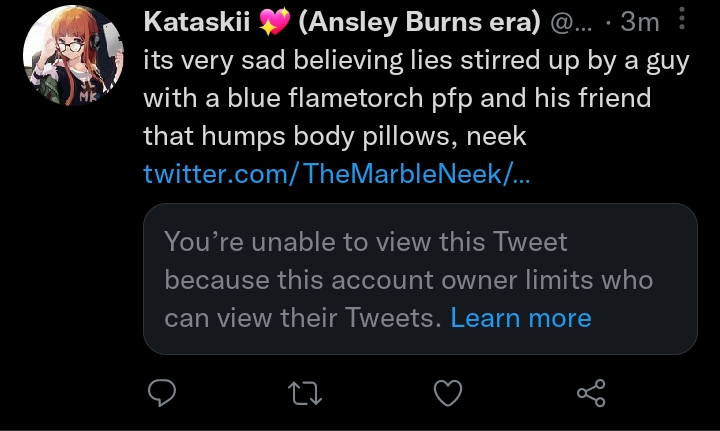 Kataskii 💖 (Ansley Burns era) @... · 3m
its very sad believing lies stirred up by a guy
with a blue flametorch pfp and his friend
that humps body pillows, neek
twitter.com/TheMarbleNeek/...
You’re unable to view this Tweet
because this account owner limits who
can view their Tweets. Learn more